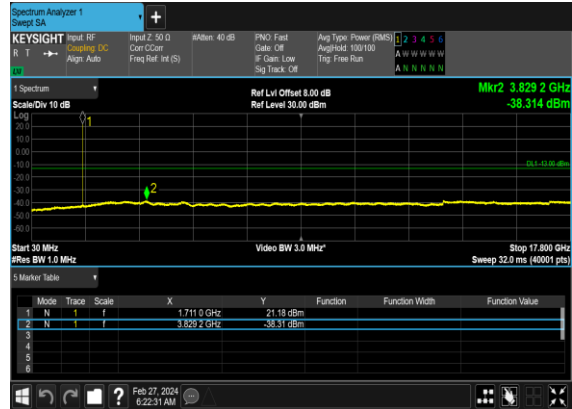 Spectrum Analyzer 1
Swept SA
+
KEYSIGHT Input: RF Input Z: 50 Ω #Atten: 40 dB PNO: Fast Avg Type: Power (RMS) 1 2 3 4 5 6
R T Coupling: DC Corr CCorr Gate: Off Avg|Hold: 100/100 A W W W W W
Align: Auto Freq Ref: Int (S) IF Gain: Low Trig: Free Run
Sig Track: Off A N N N N N
1 Spectrum Ref Lvl Offset 8.00 dB Mkr2 3.829 2 GHz
Scale/Div 10 dB Ref Level 30.00 dBm -38.314 dBm
Log
1
20.0
10.0
0.00
-10.0
DL1 -13.00 dBm
-20.0
-30.0
2
-40.0
-50.0
-60.0
Start 30 MHz Video BW 3.0 MHz* Stop 17.800 GHz
#Res BW 1.0 MHz Sweep 32.0 ms (40001 pts)
5 Marker Table
Mode Trace Scale X Y Function Function Width Function Value
1 N 1 f 1.711 0 GHz 21.18 dBm
2 N 1 f 3.829 2 GHz -38.31 dBm
3
4
5
6
? Feb 27, 2024
6:22:31 AM